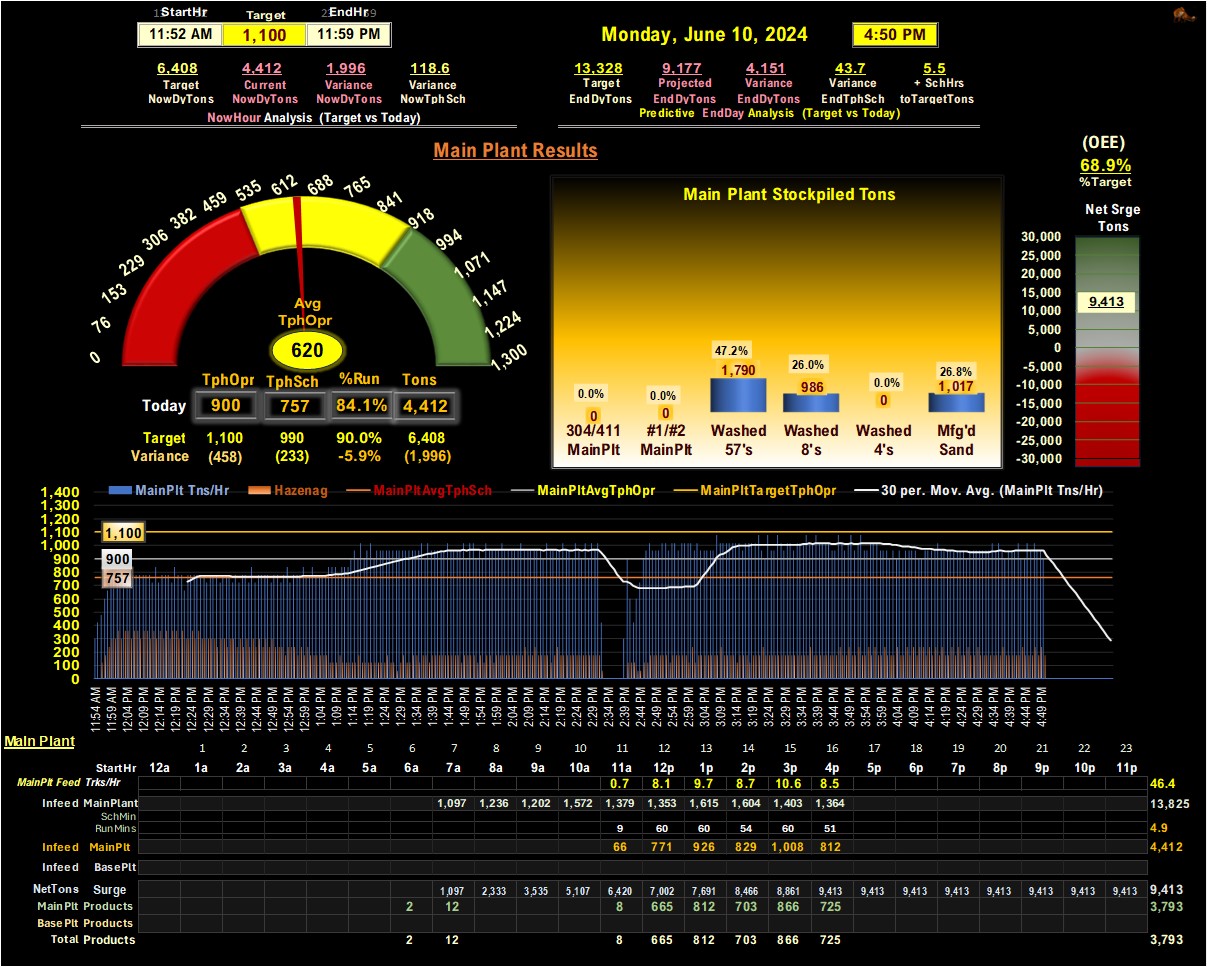 StartHr Target EndHr
11:52 AM 1,100 11:59 PM
Monday, June 10, 2024 4:50 PM
6,408 4,412 1,996 118.6
Target Current Variance Variance
NowDyTons NowDyTons NowDyTons NowTphSch
NowHour Analysis (Target vs Today)
13,328 9,177 4,151 43.7 5.5
Target Projected Variance Variance + SchHrs
EndDyTons EndDyTons EndDyTons EndTphSch toTargetTons
Predictive EndDay Analysis (Target vs Today)
Main Plant Results
0 76 153 229 306 382 459 535 612 688 765 841 918 994 1,071 1,147 1,224 1,300
Avg
TphOpr
620
TphOpr TphSch %Run Tons
Today 900 757 84.1% 4,412
Target 1,100 990 90.0% 6,408
Variance (458) (233) -5.9% (1,996)
Main Plant Stockpiled Tons
0.0% 0.0% 47.2% 26.0% 0.0% 26.8%
0 0 1,790 986 0 1,017
304/411 #1/#2 Washed Washed Washed Mfg'd
MainPlt MainPlt 57's 8's 4's Sand
(OEE)
68.9%
%Target
Net Srge
Tons
30,000
25,000
20,000
15,000
10,000
5,000
0
-5,000
-10,000
-15,000
-20,000
-25,000
-30,000
9,413
MainPlt Tns/Hr Hazenag MainPltAvgTphSch MainPltAvgTphOpr MainPltTargetTphOpr 30 per. Mov. Avg. (MainPlt Tns/Hr)
1,400
1,300
1,200
1,100
1,000
900
800
700
600
500
400
300
200
100
0
1,100
900
757
11:54 AM 11:59 AM 12:04 PM 12:09 PM 12:14 PM 12:19 PM 12:24 PM 12:29 PM 12:34 PM 12:39 PM 12:44 PM 12:49 PM 12:54 PM 12:59 PM 1:04 PM 1:09 PM 1:14 PM 1:19 PM 1:24 PM 1:29 PM 1:34 PM 1:39 PM 1:44 PM 1:49 PM 1:54 PM 1:59 PM 2:04 PM 2:09 PM 2:14 PM 2:19 PM 2:24 PM 2:29 PM 2:34 PM 2:39 PM 2:44 PM 2:49 PM 2:54 PM 2:59 PM 3:04 PM 3:09 PM 3:14 PM 3:19 PM 3:24 PM 3:29 PM 3:34 PM 3:39 PM 3:44 PM 3:49 PM 3:54 PM 3:59 PM 4:04 PM 4:09 PM 4:14 PM 4:19 PM 4:24 PM 4:29 PM 4:34 PM 4:39 PM 4:44 PM 4:49 PM
Main Plant
1 2 3 4 5 6 7 8 9 10 11 12 13 14 15 16 17 18 19 20 21 22 23
StartHr 12a 1a 2a 3a 4a 5a 6a 7a 8a 9a 10a 11a 12p 1p 2p 3p 4p 5p 6p 7p 8p 9p 10p 11p
MainPlt Feed Trks/Hr 0.7 8.1 9.7 8.7 10.6 8.5 46.4
Infeed MainPlant 1,097 1,236 1,202 1,572 1,379 1,353 1,615 1,604 1,403 1,364 13,825
SchMin
RunMins 9 60 60 54 60 51 4.9
Infeed MainPlt 66 771 926 829 1,008 812 4,412
Infeed BasePlt
NetTons Surge 1,097 2,333 3,535 5,107 6,420 7,002 7,691 8,466 8,861 9,413 9,413 9,413 9,413 9,413 9,413 9,413 9,413 9,413
MainPlt Products 2 12 8 665 812 703 866 725 3,793
BasePlt Products
Total Products 2 12 8 665 812 703 866 725 3,793